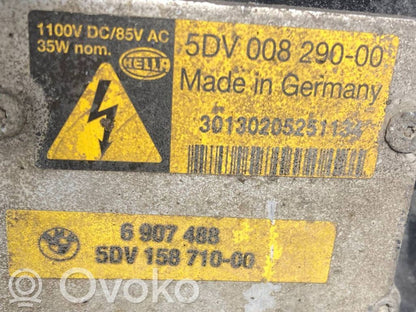 1100V DC/85V AC
35W nom.
HELLA
5DV 008 290-00
Made in Germany
6 907 488
5DV 158 710-00
Ovoko